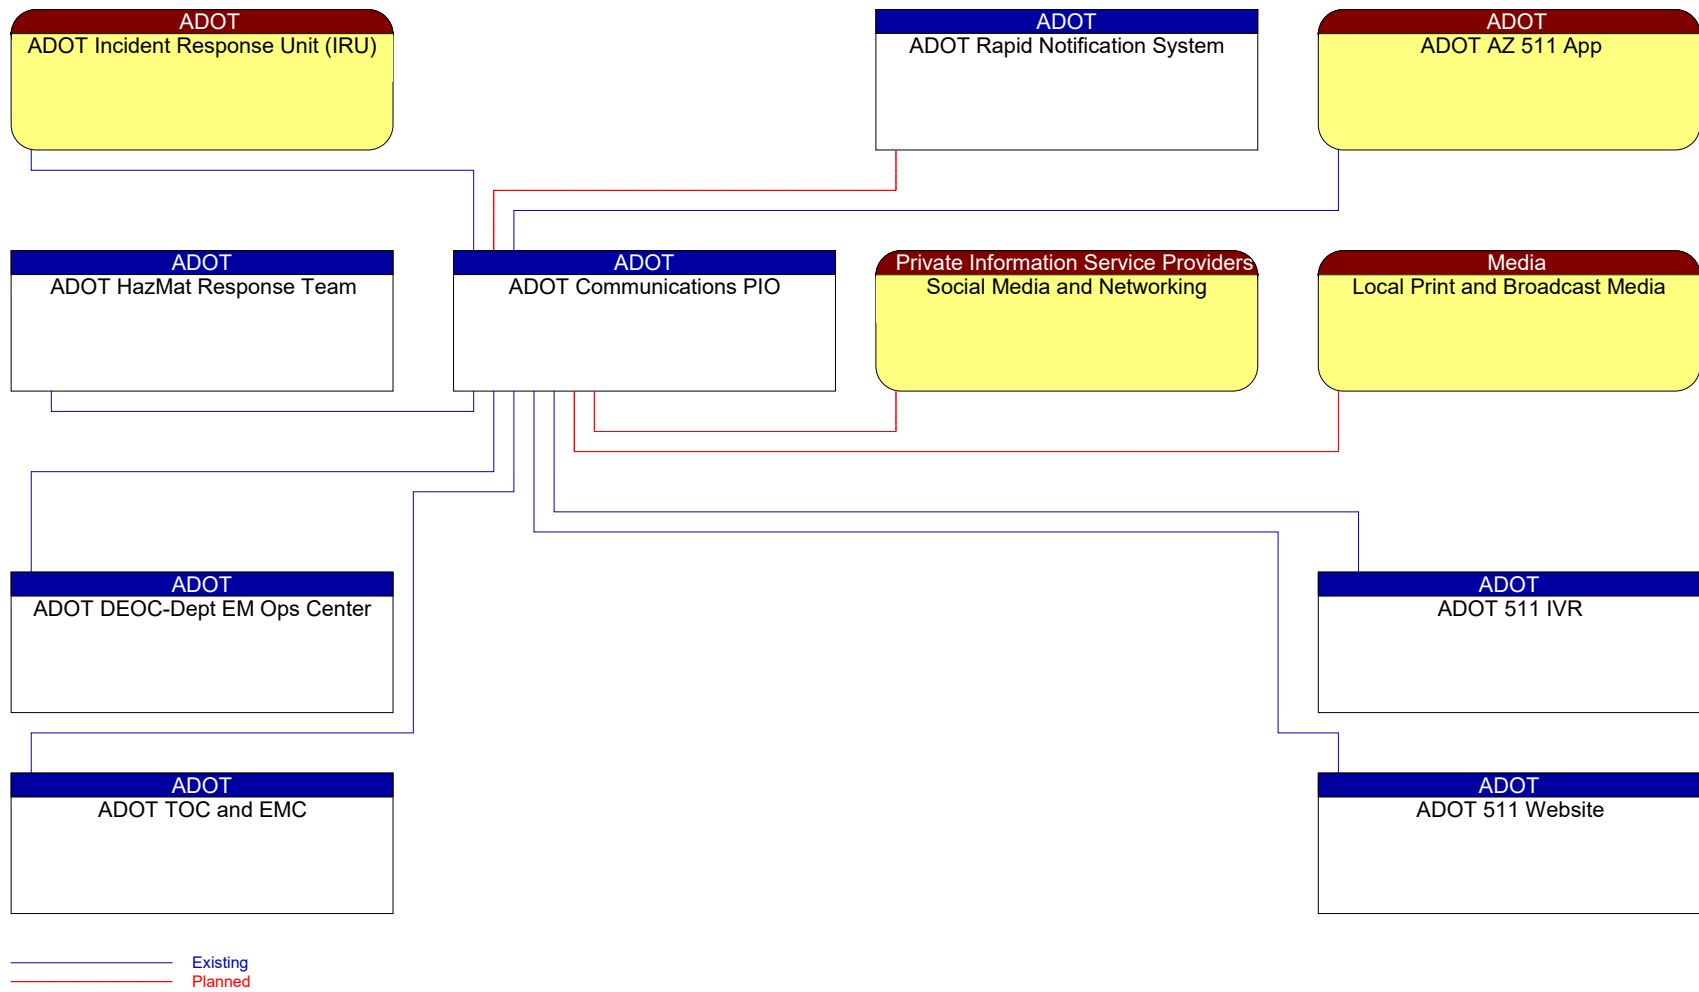 ADOT
ADOT Incident Response Unit (IRU)
ADOT
ADOT Rapid Notification System
ADOT
ADOT AZ 511 App
ADOT
ADOT HazMat Response Team
ADOT
ADOT Communications PIO
Private Information Service Providers
Social Media and Networking
Media
Local Print and Broadcast Media
ADOT
ADOT DEOC-Dept EM Ops Center
ADOT
ADOT 511 IVR
ADOT
ADOT TOC and EMC
ADOT
ADOT 511 Website
Existing
Planned